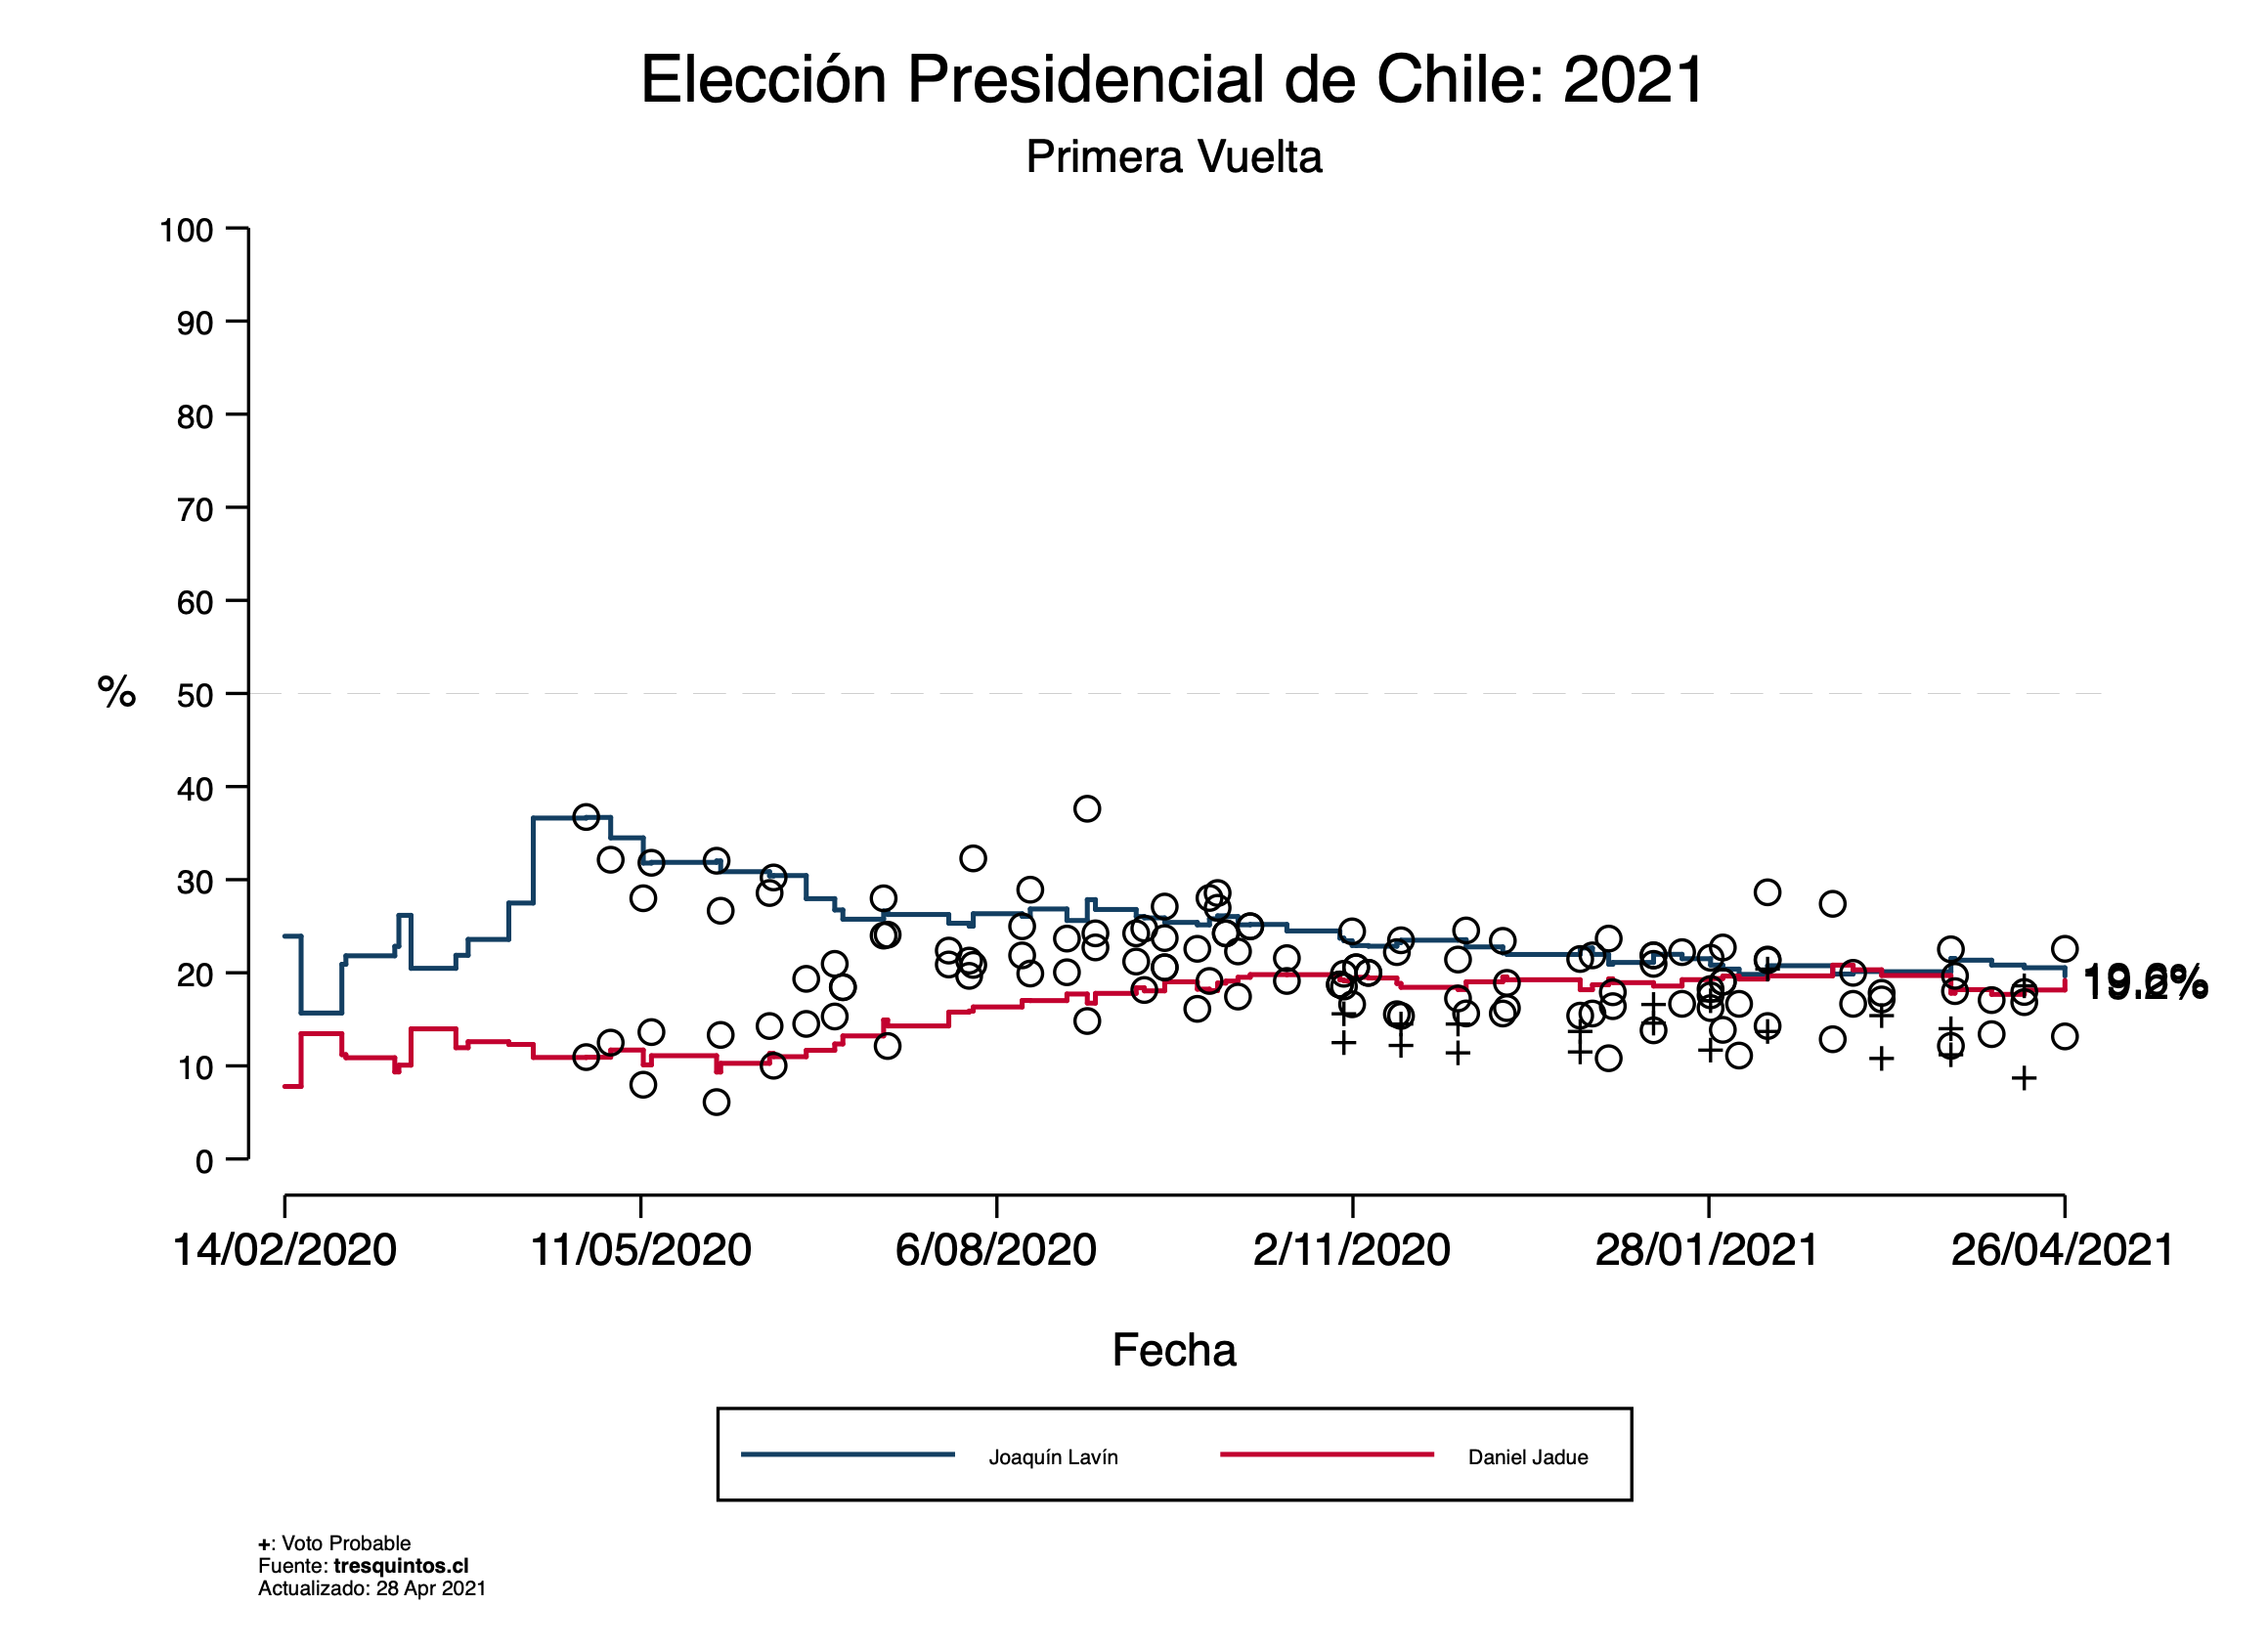 Elección Presidencial de Chile: 2021
Primera Vuelta
100
90
80
70
60
%
50
40
30
20
10
0
14/02/2020 11/05/2020 6/08/2020 2/11/2020 28/01/2021 26/04/2021
Fecha
Joaquín Lavín Daniel Jadue
+: Voto Probable
Fuente: tresquintos.cl
Actualizado: 28 Apr 2021